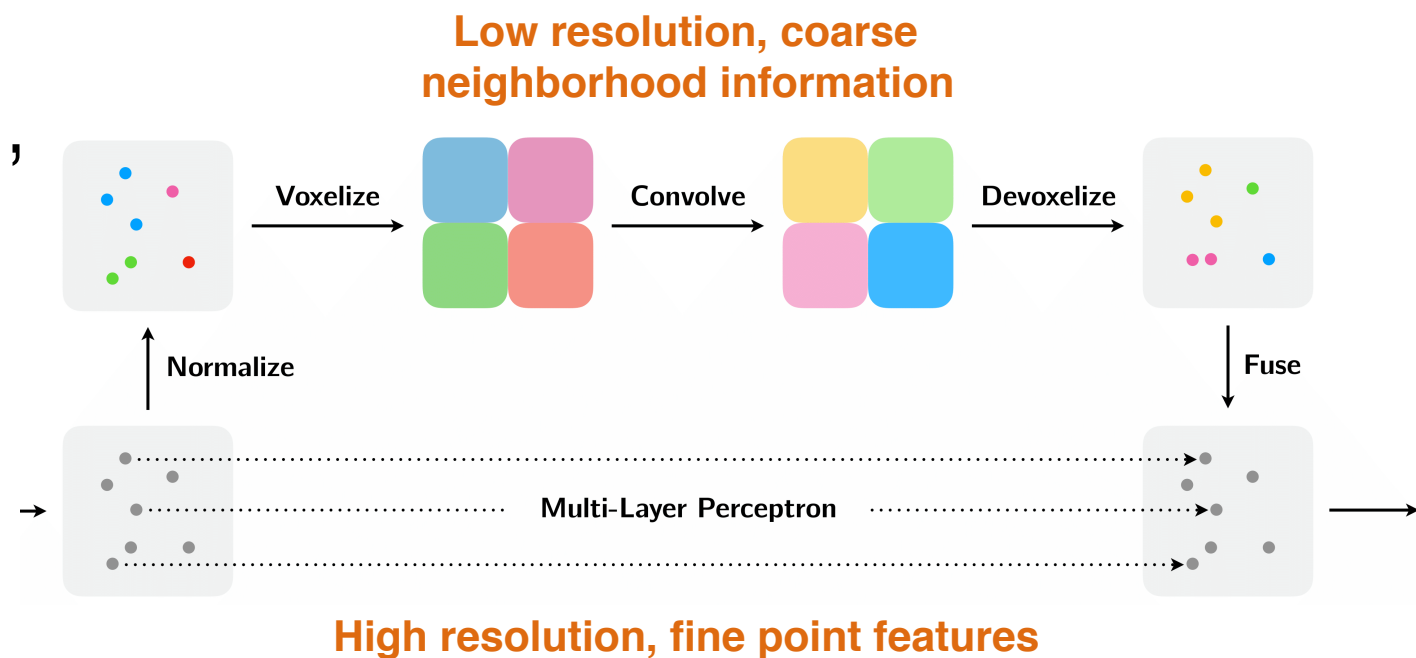 Low resolution, coarse
neighborhood information
,
Voxelize
Convolve
Devoxelize
Normalize
Fuse
Multi-Layer Perceptron
High resolution, fine point features